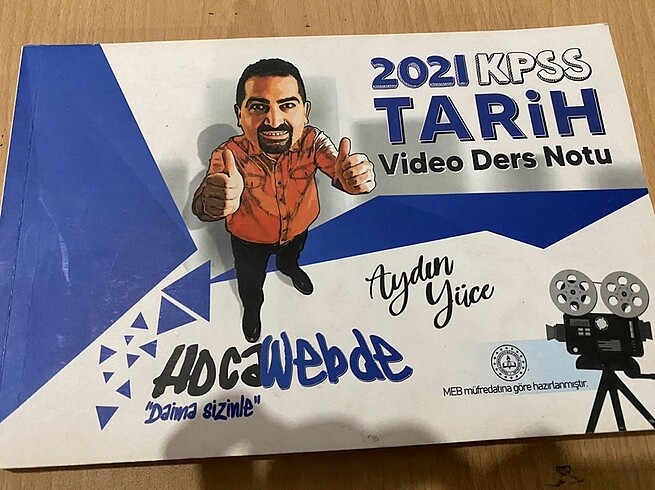 2021 KPSS
TARiH
Video Ders Notu
Aydın
Yüce
HocaWebde
"Daima sizinle"
MEB müfredatına göre hazırlanmıştır.